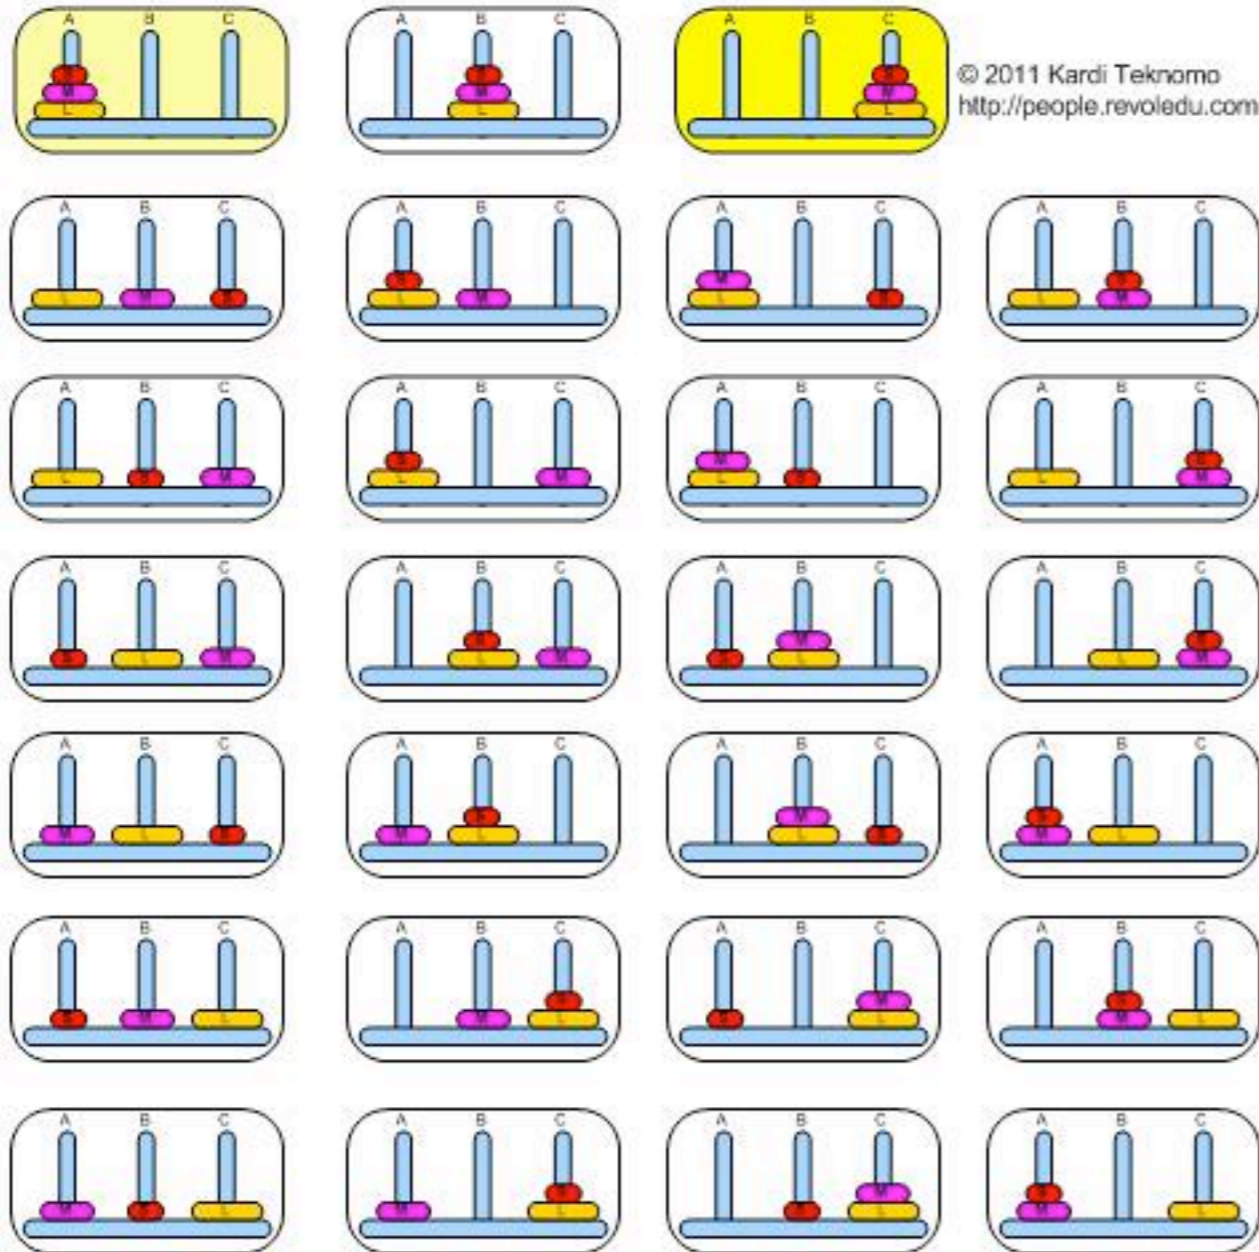 A B C A B C A B C
© 2011 Kardi Teknomo
http://people.revoledu.com
S S S
M M M
L L L
A B C A B C A B C A B C
S M S
L M S L M L S L M
A B C A B C A B C A B C
S M S
L S M L M L S L M
A B C A B C A B C A B C
S M S
S L M L M S L L M
A B C A B C A B C A B C
S M S
M L S M L L S M L
A B C A B C A B C A B C
S M S
S M L M L S L M L
A B C A B C A B C A B C
S M S
M S L M L S L M L